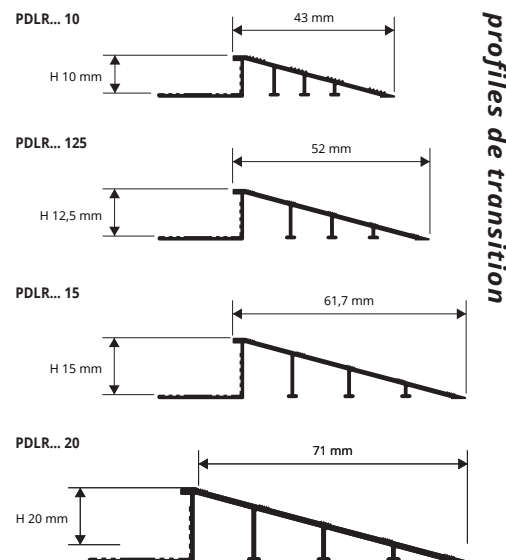 PDLR... 10
43 mm
H 10 mm
PDLR... 125
52 mm
H 12,5 mm
PDLR... 15
61,7 mm
H 15 mm
PDLR... 20
71 mm
H 20 mm
profiles de transition